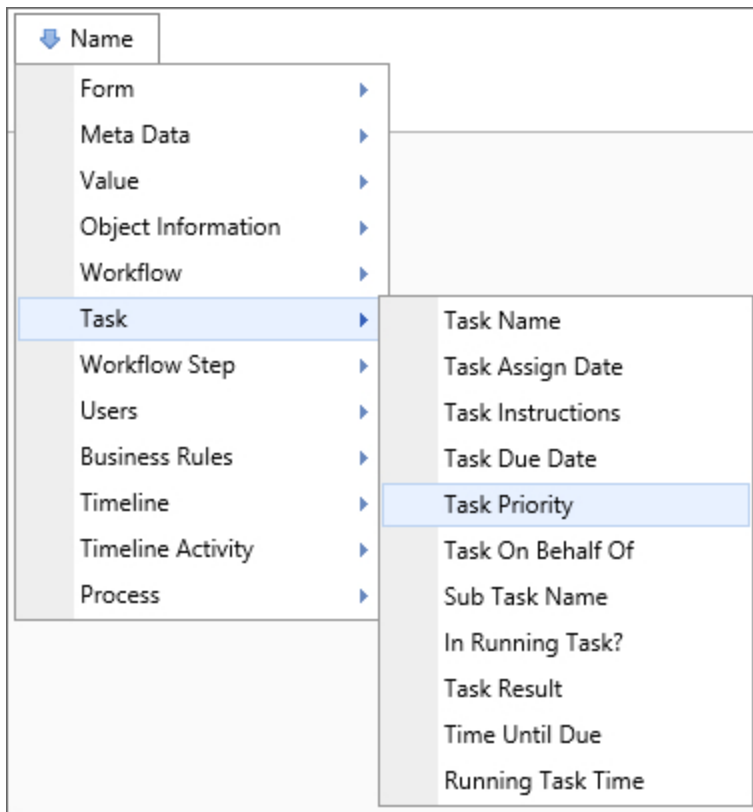 Name
Form
Meta Data
Value
Object Information
Workflow
Task
Workflow Step
Users
Business Rules
Timeline
Timeline Activity
Process
Task Name
Task Assign Date
Task Instructions
Task Due Date
Task Priority
Task On Behalf Of
Sub Task Name
In Running Task?
Task Result
Time Until Due
Running Task Time